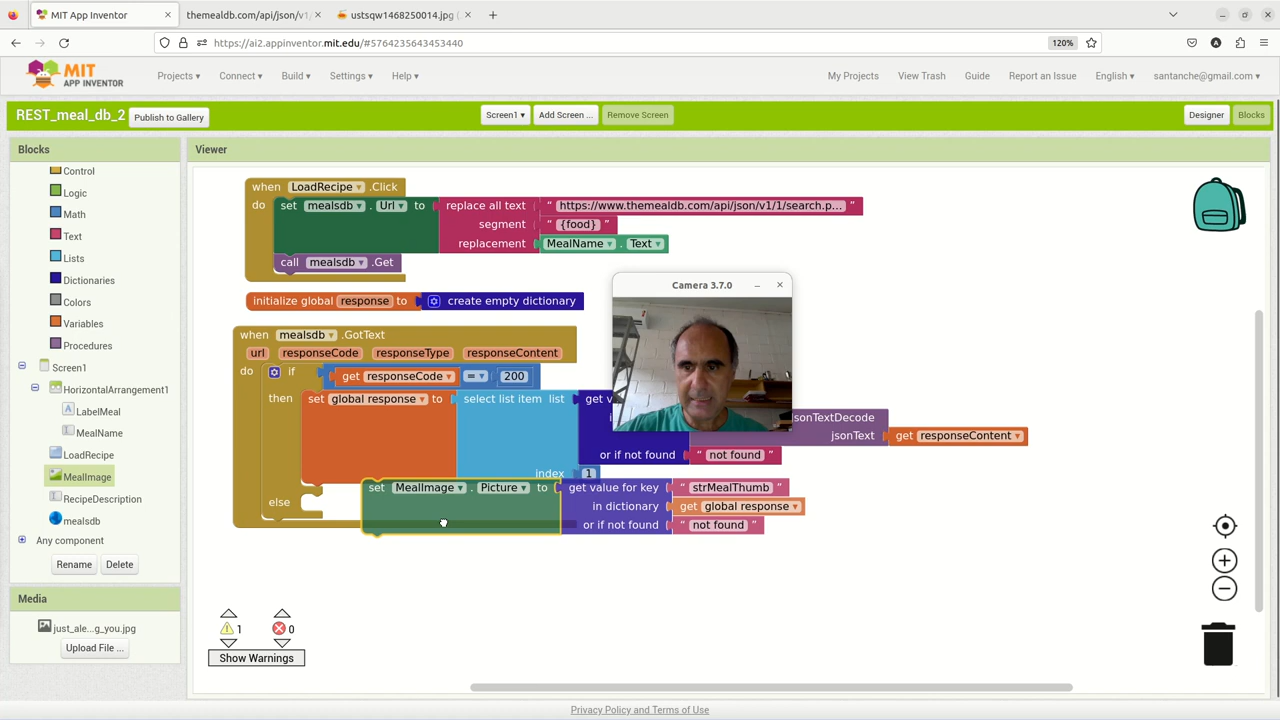 MIT App Inventor
themealdb.com/api/json/v1/
ustsqw1468250014.jpg (
https://ai2.appinventor.mit.edu/#5764235643453440
120%
MIT
APP INVENTOR
Projects
Connect
Build
Settings
Help
My Projects
View Trash
Guide
Report an Issue
English
santanche@gmail.com
REST_meal_db_2
Publish to Gallery
Screen1
Add Screen ...
Remove Screen
Designer
Blocks
Blocks
Viewer
Control
Logic
Math
Text
Lists
Dictionaries
Colors
Variables
Procedures
Screen1
HorizontalArrangement1
LabelMeal
MealName
LoadRecipe
MealImage
RecipeDescription
mealsdb
Any component
Rename
Delete
Media
just_ale...g_you.jpg
Upload File ...
when LoadRecipe .Click
do set mealsdb . Url to replace all text " https://www.themealdb.com/api/json/v1/1/search.p... "
segment " {food} "
replacement MealName . Text
call mealsdb .Get
initialize global response to create empty dictionary
when mealsdb .GotText
url responseCode responseType responseContent
do if get responseCode = 200
then set global response to select list item list get v
sonTextDecode
jsonText get responseContent
or if not found " not found "
index 1
set MealImage . Picture to get value for key " strMealThumb "
else in dictionary get global response
or if not found " not found "
Camera 3.7.0
1
0
Show Warnings
Privacy Policy and Terms of Use